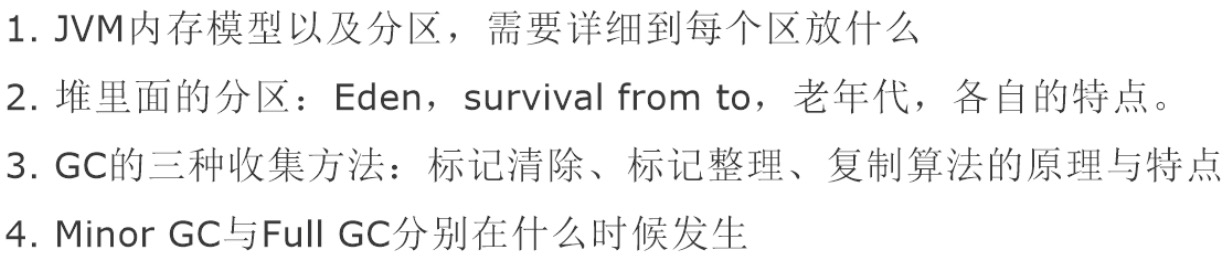 1. JVM内存模型以及分区，需要详细到每个区放什么
2. 堆里面的分区：Eden，survival from to，老年代，各自的特点。
3. GC的三种收集方法：标记清除、标记整理、复制算法的原理与特点
4. Minor GC与Full GC分别在什么时候发生